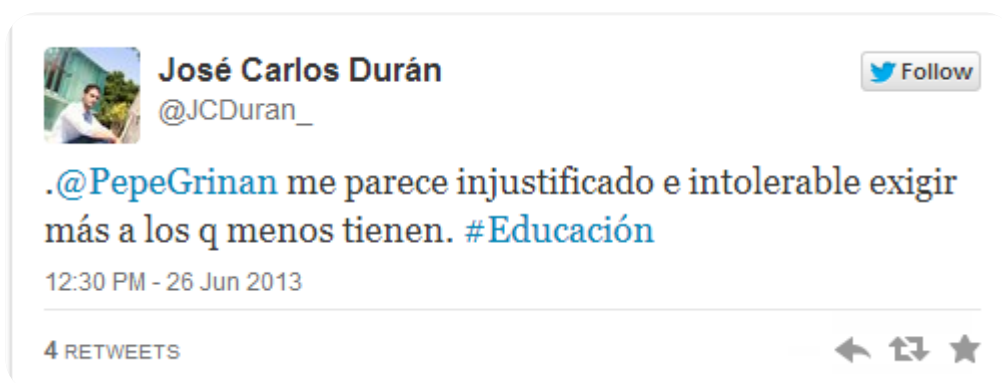 José Carlos Durán
Follow
@JCDuran_
.@PepeGrinan me parece injustificado e intolerable exigir
más a los q menos tienen. #Educación
12:30 PM - 26 Jun 2013
4 RETWEETS